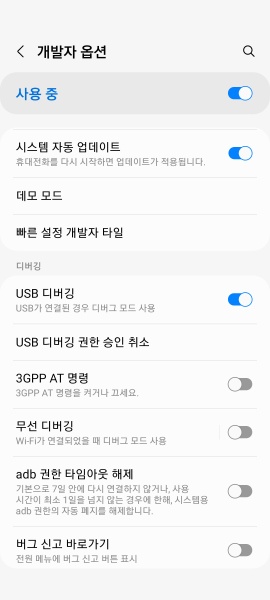 개발자 옵션
사용 중
시스템 자동 업데이트
휴대전화를 다시 시작하면 업데이트가 적용됩니다.
데모 모드
빠른 설정 개발자 타일
디버깅
USB 디버깅
USB가 연결된 경우 디버그 모드 사용
USB 디버깅 권한 승인 취소
3GPP AT 명령
3GPP AT 명령을 켜거나 끄세요.
무선 디버깅
Wi-Fi가 연결되었을 때 디버그 모드 사용
adb 권한 타임아웃 해제
기본으로 7일 안에 다시 연결하지 않거나, 사용
시간이 최소 1일을 넘지 않는 경우에 한해, 시스템용
adb 권한의 자동 폐지를 해제합니다.
버그 신고 바로가기
전원 메뉴에 버그 신고 버튼 표시